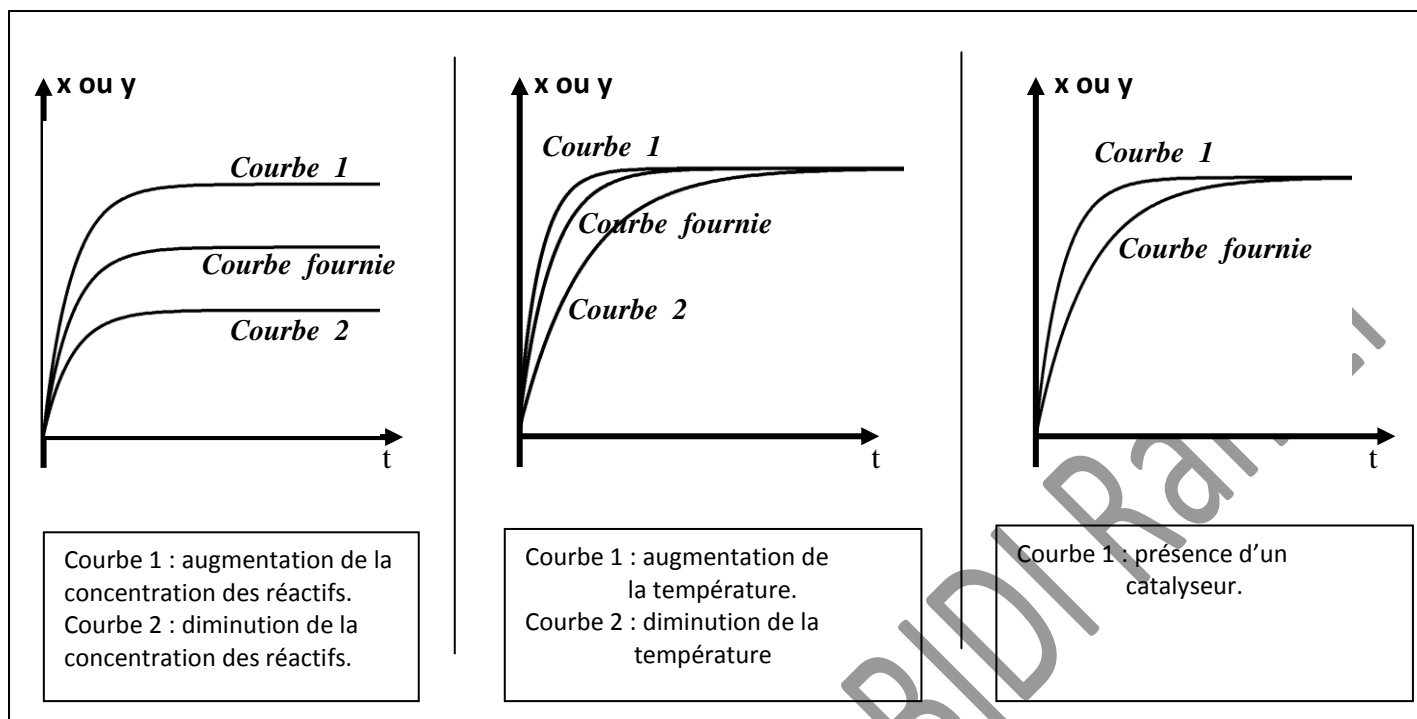 x ou y
Courbe 1
Courbe fournie
Courbe 2
t
Courbe 1 : augmentation de la
concentration des réactifs.
Courbe 2 : diminution de la
concentration des réactifs.
x ou y
Courbe 1
Courbe fournie
Courbe 2
t
Courbe 1 : augmentation de
la température.
Courbe 2 : diminution de la
température
x ou y
Courbe 1
Courbe fournie
t
Courbe 1 : présence d’un
catalyseur.